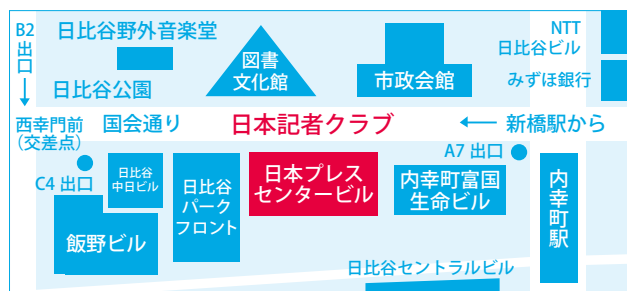 B2
出口
日比谷野外音楽堂
図書
文化館
市政会館
NTT
日比谷ビル
みずほ銀行
日比谷公園
西幸門前
（交差点）
国会通り
日本記者クラブ
新橋駅から
A7 出口
C4 出口
日比谷
中日ビル
日比谷
パーク
フロント
日本プレス
センタービル
内幸町富国
生命ビル
内幸町駅
飯野ビル
日比谷セントラルビル